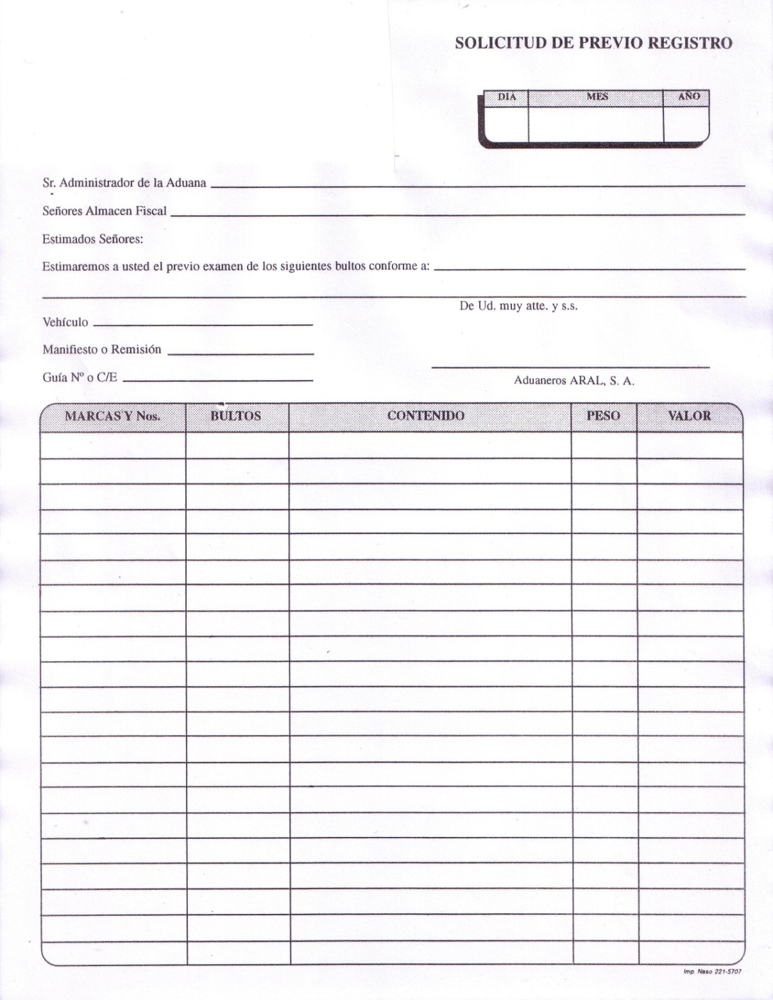 SOLICITUD DE PREVIO REGISTRO
DIA MES AÑO
Sr. Administrador de la Aduana
Señores Almacen Fiscal
Estimados Señores:
Estimaremos a usted el previo examen de los siguientes bultos conforme a:
De Ud. muy atte. y s.s.
Vehículo
Manifiesto o Remisión
Guía Nº o C/E
Aduaneros ARAL, S. A.
MARCAS Y Nos. BULTOS CONTENIDO PESO VALOR
Imp. Naso 221-5707